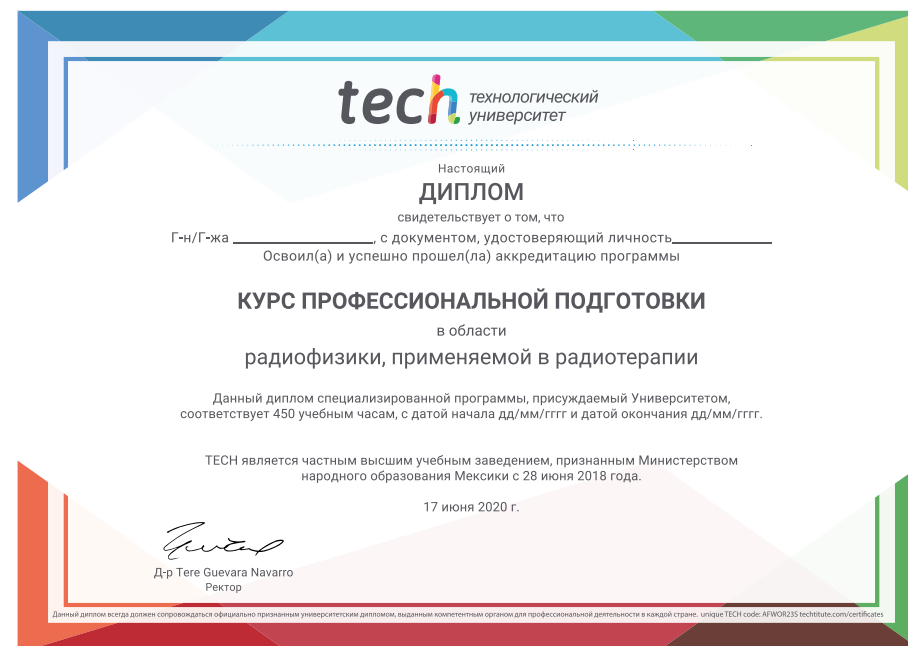 tech технологический
университет
Настоящий
ДИПЛОМ
свидетельствует о том, что
Г-н/Г-жа ____________________, с документом, удостоверяющий личность______________
Освоил(а) и успешно прошел(ла) аккредитацию программы
КУРС ПРОФЕССИОНАЛЬНОЙ ПОДГОТОВКИ
в области
радиофизики, применяемой в радиотерапии
Данный диплом специализированной программы, присуждаемый Университетом,
соответствует 450 учебным часам, с датой начала дд/мм/гггг и датой окончания дд/мм/гггг.
TECH является частным высшим учебным заведением, признанным Министерством
народного образования Мексики с 28 июня 2018 года.
17 июня 2020 г.
Д-р Tere Guevara Navarro
Ректор
Данный диплом всегда должен сопровождаться официально признанным университетским дипломом, выданным компетентным органом для профессиональной деятельности в каждой стране. unique TECH code: AFWOR23S techtitute.com/certificates